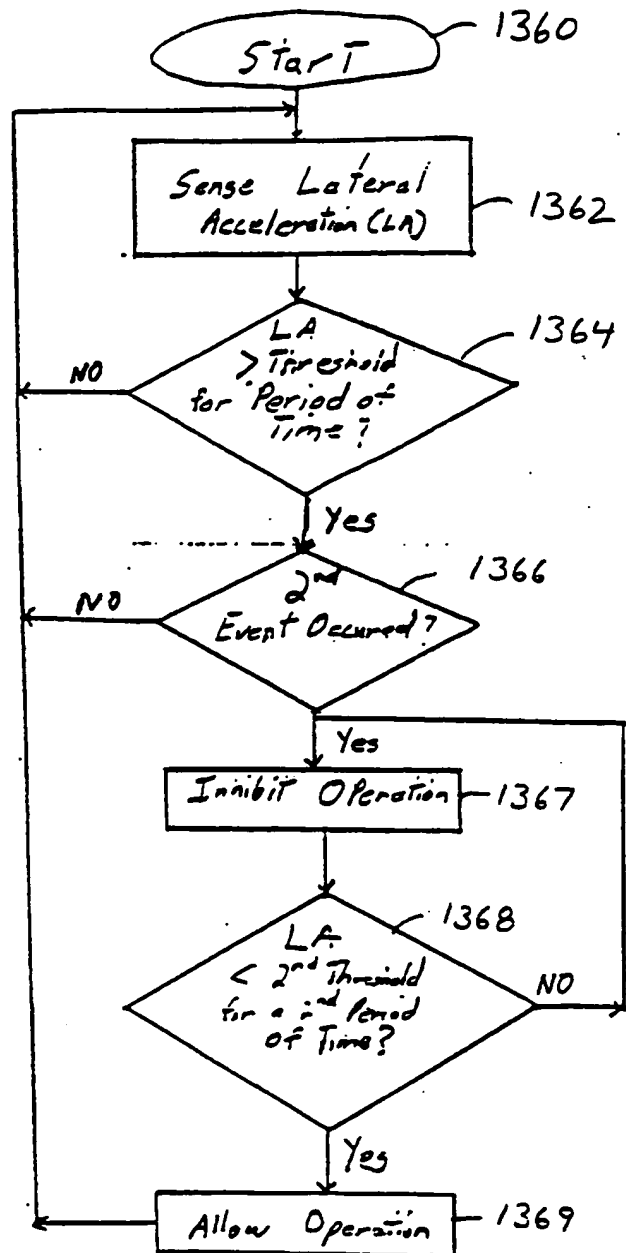 Start
1360
Sense Lateral
Acceleration (LA)
1362
LA
> Threshold
for Period of
Time?
1364
NO
Yes
2nd
Event Occured?
1366
NO
Yes
Innibit Operation
1367
LA
< 2nd Threshold
for a 2nd Period
of Time?
1368
NO
Yes
Allow Operation
1369